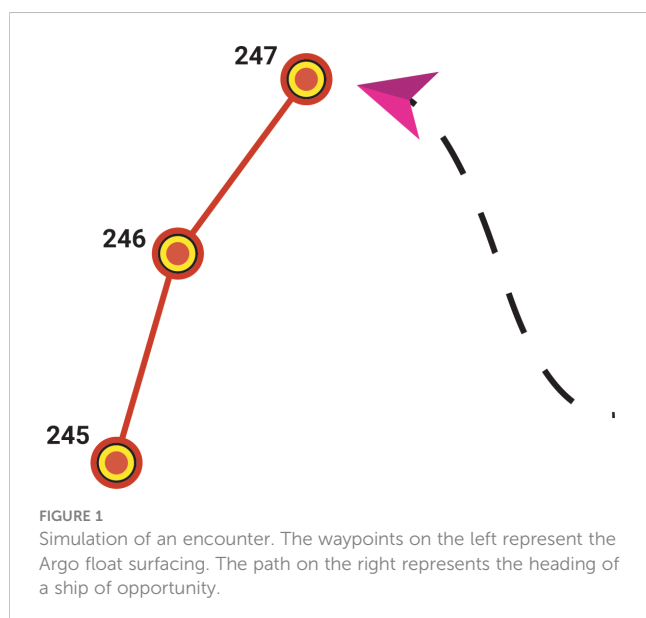 247
246
245
FIGURE 1
Simulation of an encounter. The waypoints on the left represent the
Argo float surfacing. The path on the right represents the heading of
a ship of opportunity.